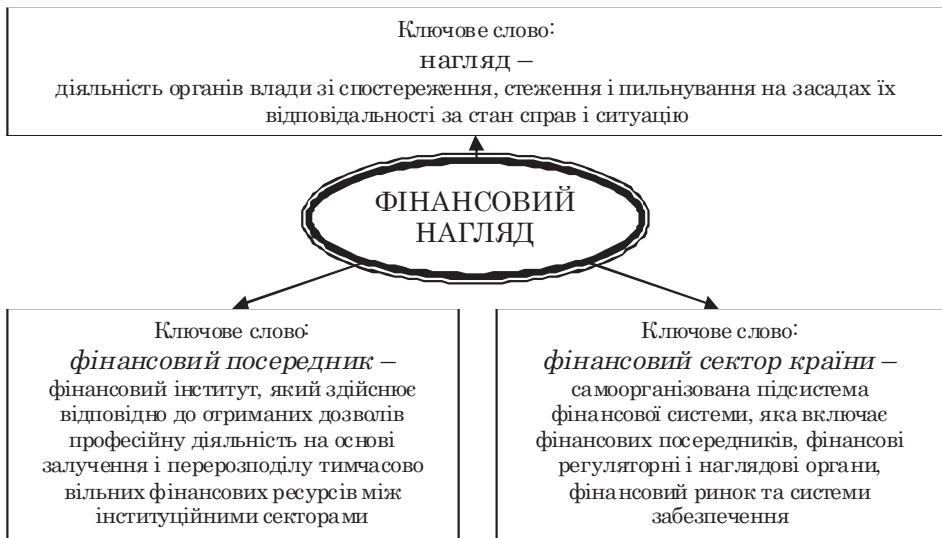 Ключове слово:
нагляд –
діяльність органів влади зі спостереження, стеження і пильнування на засадах їх
відповідальності за стан справ і ситуацію
ФІНАНСОВИЙ
НАГЛЯД
Ключове слово:
фінансовий посередник –
фінансовий інститут, який здійснює
відповідно до отриманих дозволів
професійну діяльність на основі
залучення і перерозподілу тимчасово
вільних фінансових ресурсів між
інституційними секторами
Ключове слово:
фінансовий сектор країни –
самоорганізована підсистема
фінансової системи, яка включає
фінансових посередників, фінансові
регуляторні і наглядові органи,
фінансовий ринок та системи
забезпечення